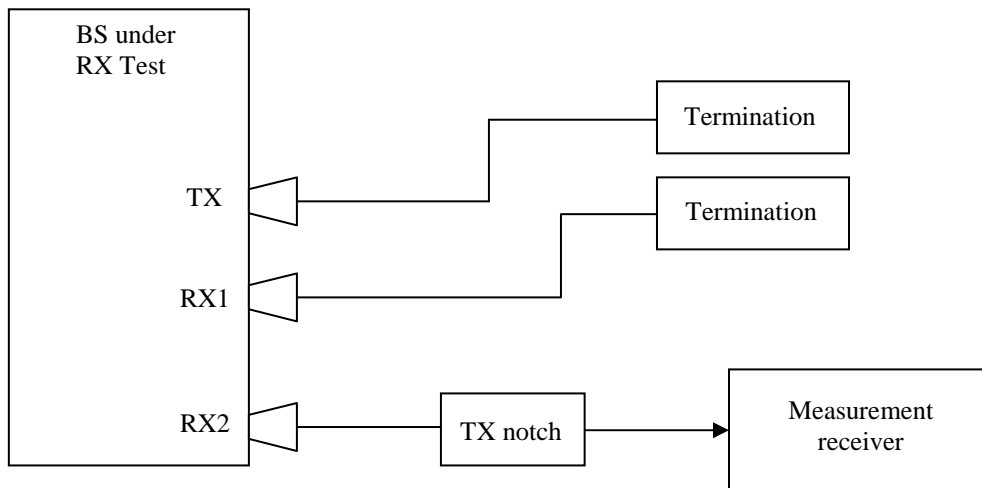 BS under
RX Test
Termination
TX
Termination
RX1
RX2
TX notch
Measurement
receiver